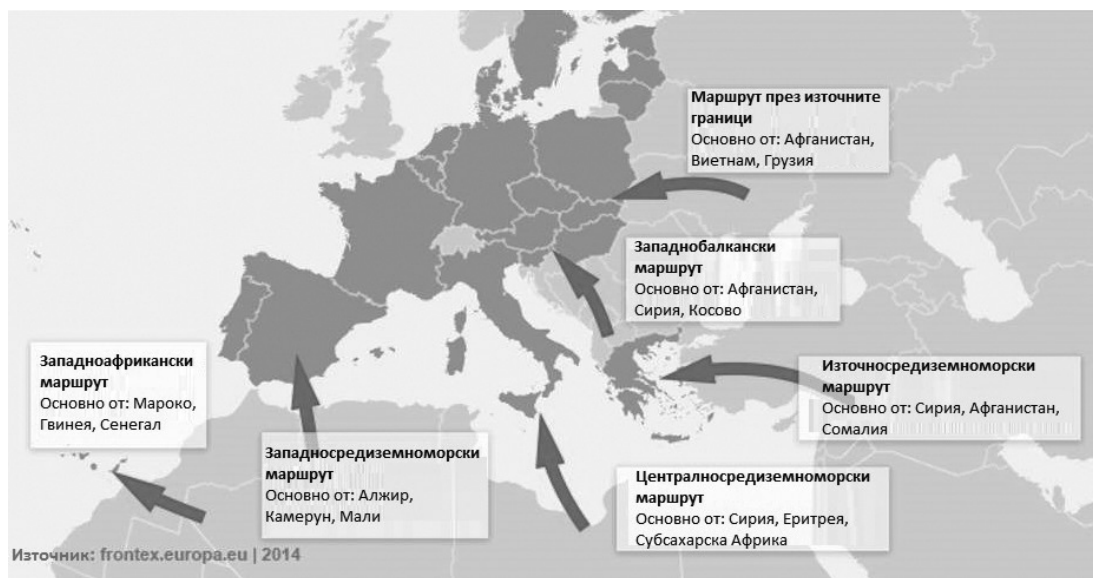 Маршрут през източните
граници
Основно от: Афганистан,
Виетнам, Грузия
Западнобалкански
маршрут
Основно от: Афганистан,
Сирия, Косово
Западноафрикански
маршрут
Основно от: Мароко,
Гвинея, Сенегал
Източносредиземноморски
маршрут
Основно от: Сирия, Афганистан,
Сомалия
Западносредиземноморски
маршрут
Основно от: Алжир,
Камерун, Мали
Централносредиземноморски
маршрут
Основно от: Сирия, Еритрея,
Субсахарска Африка
Източник: frontex.europa.eu | 2014